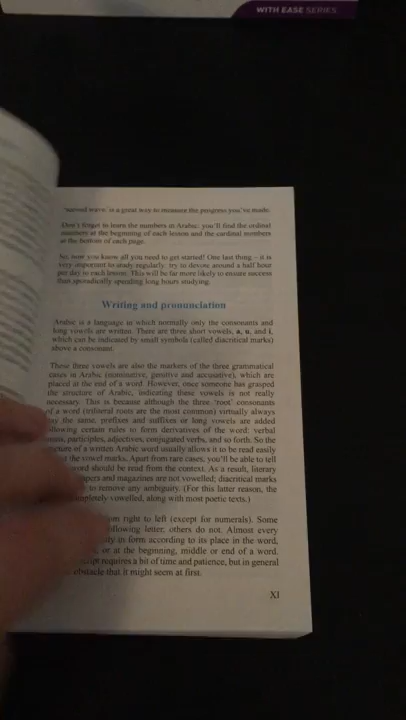 WITH EASE SERIES
'second wave' is a great way to measure the progress you've made.
Don't forget to learn the numbers in Arabic: you'll find the ordinal
numbers at the beginning of each lesson and the cardinal numbers
at the bottom of each page.
So, now you know all you need to get started! One last thing – it is
very important to study regularly: try to devote around a half hour
per day to each lesson. This will be far more likely to ensure success
than sporadically spending long hours studying.
Writing and pronunciation
Arabic is a language in which normally only the consonants and
long vowels are written. There are three short vowels, a, u, and i,
which can be indicated by small symbols (called diacritical marks)
above a consonant.
These three vowels are also the markers of the three grammatical
cases in Arabic (nominative, genitive and accusative), which are
placed at the end of a word. However, once someone has grasped
the structure of Arabic, indicating these vowels is not really
necessary. This is because although the three 'root' consonants
of a word (triliteral roots are the most common) virtually always
the same, prefixes and suffixes or long vowels are added
following certain rules to form derivatives of the word: verbal
participles, adjectives, conjugated verbs, and so forth. So the
of a written Arabic word usually allows it to be read easily
the vowel marks. Apart from rare cases, you'll be able to tell
word should be read from the context. As a result, literary
and magazines are not vowelled; diacritical marks
to remove any ambiguity. (For this latter reason, the
vowelled, along with most poetic texts.)
right to left (except for numerals). Some
following letter, others do not. Almost every
in form according to its place in the word,
or at the beginning, middle or end of a word.
requires a bit of time and patience, but in general
obstacle that it might seem at first.
XI